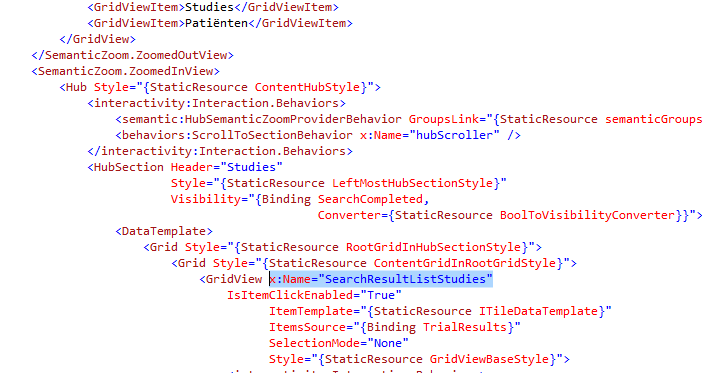 <GridViewItem>Studies</GridViewItem>
<GridViewItem>Patiënten</GridViewItem>
</GridView>
</SemanticZoom.ZoomedOutView>
<SemanticZoom.ZoomedInView>
<Hub Style="{StaticResource ContentHubStyle}">
<interactivity:Interaction.Behaviors>
<semantic:HubSemanticZoomProviderBehavior GroupsLink="{StaticResource semanticGroups
<behaviors:ScrollToSectionBehavior x:Name="hubScroller" />
</interactivity:Interaction.Behaviors>
<HubSection Header="Studies"
Style="{StaticResource LeftMostHubSectionStyle}"
Visibility="{Binding SearchCompleted,
Converter={StaticResource BoolToVisibilityConverter}}">
<DataTemplate>
<Grid Style="{StaticResource RootGridInHubSectionStyle}">
<Grid Style="{StaticResource ContentGridInRootGridStyle}">
<GridView x:Name="SearchResultListStudies"
IsItemClickEnabled="True"
ItemTemplate="{StaticResource ITileDataTemplate}"
ItemsSource="{Binding TrialResults}"
SelectionMode="None"
Style="{StaticResource GridViewBaseStyle}">